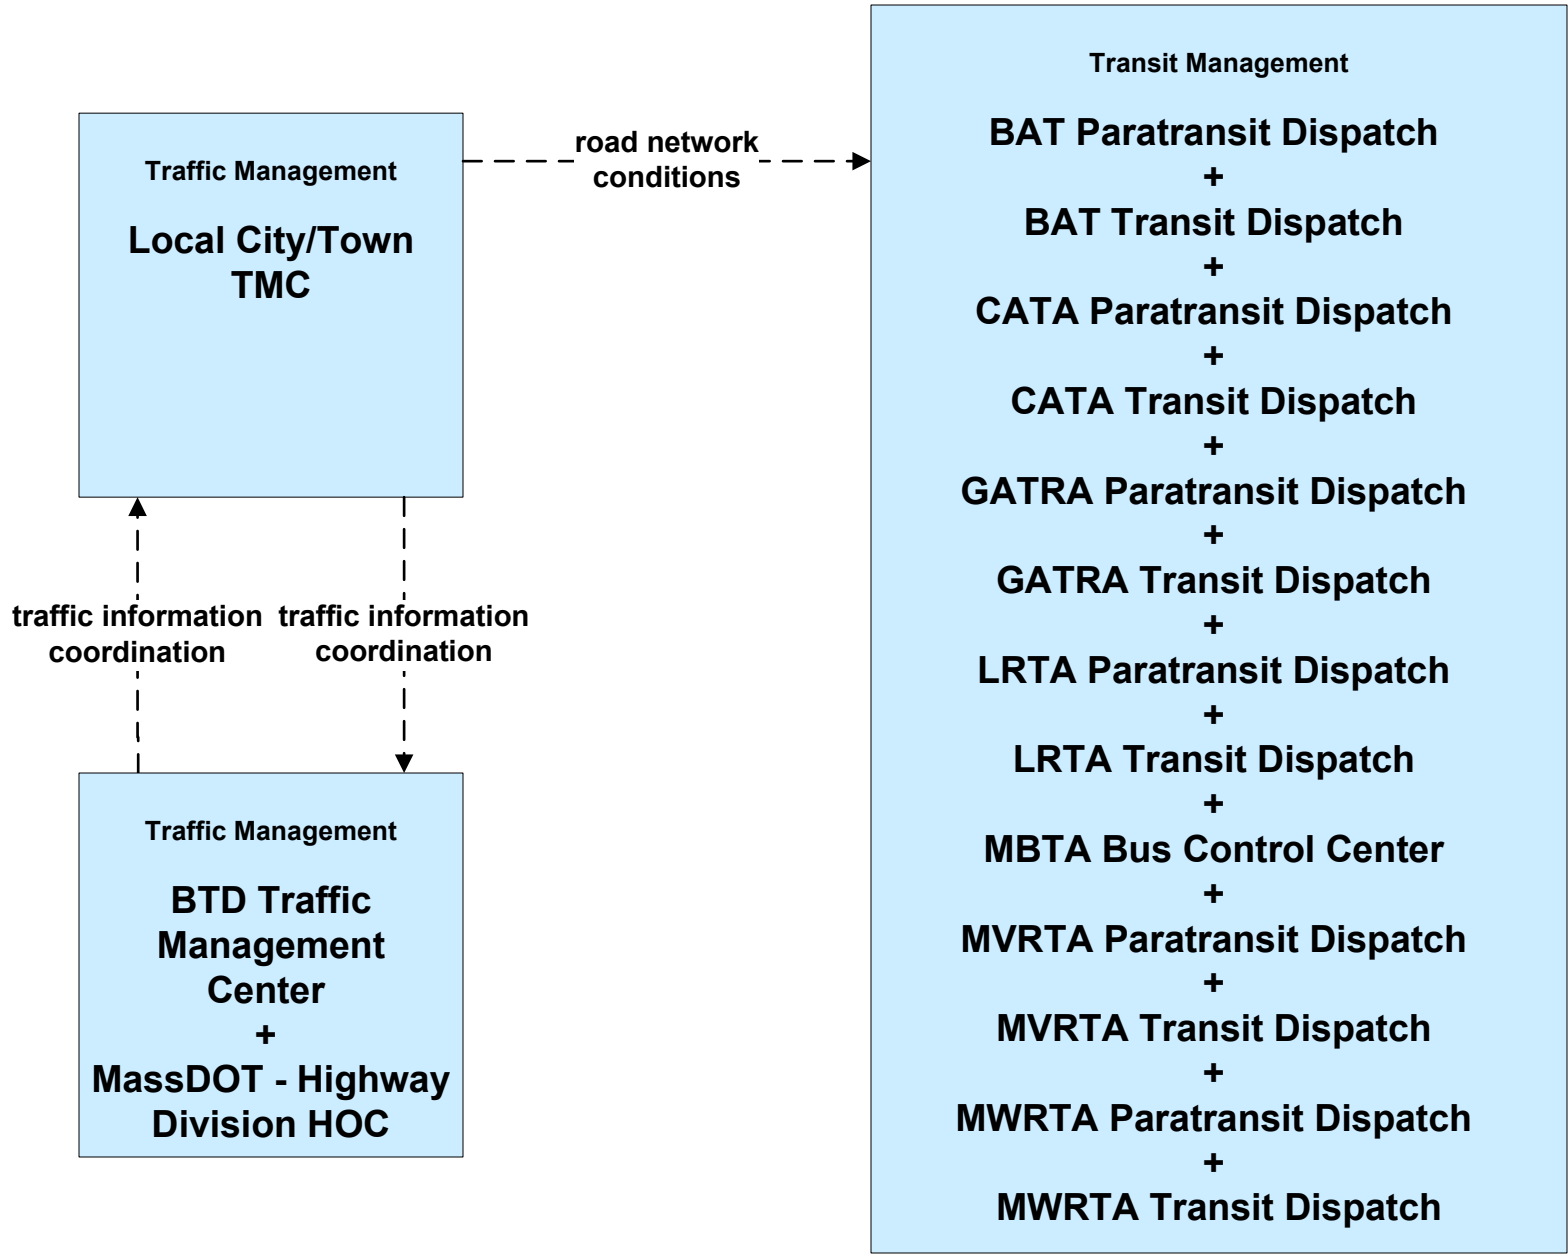 Traffic Management
Local City/Town
TMC
road network
conditions
traffic information
coordination
traffic information
coordination
Traffic Management
BTD Traffic
Management
Center
+
MassDOT - Highway
Division HOC
Transit Management
BAT Paratransit Dispatch
+
BAT Transit Dispatch
+
CATA Paratransit Dispatch
+
CATA Transit Dispatch
+
GATRA Paratransit Dispatch
+
GATRA Transit Dispatch
+
LRTA Paratransit Dispatch
+
LRTA Transit Dispatch
+
MBTA Bus Control Center
+
MVRTA Paratransit Dispatch
+
MVRTA Transit Dispatch
+
MWRTA Paratransit Dispatch
+
MWRTA Transit Dispatch